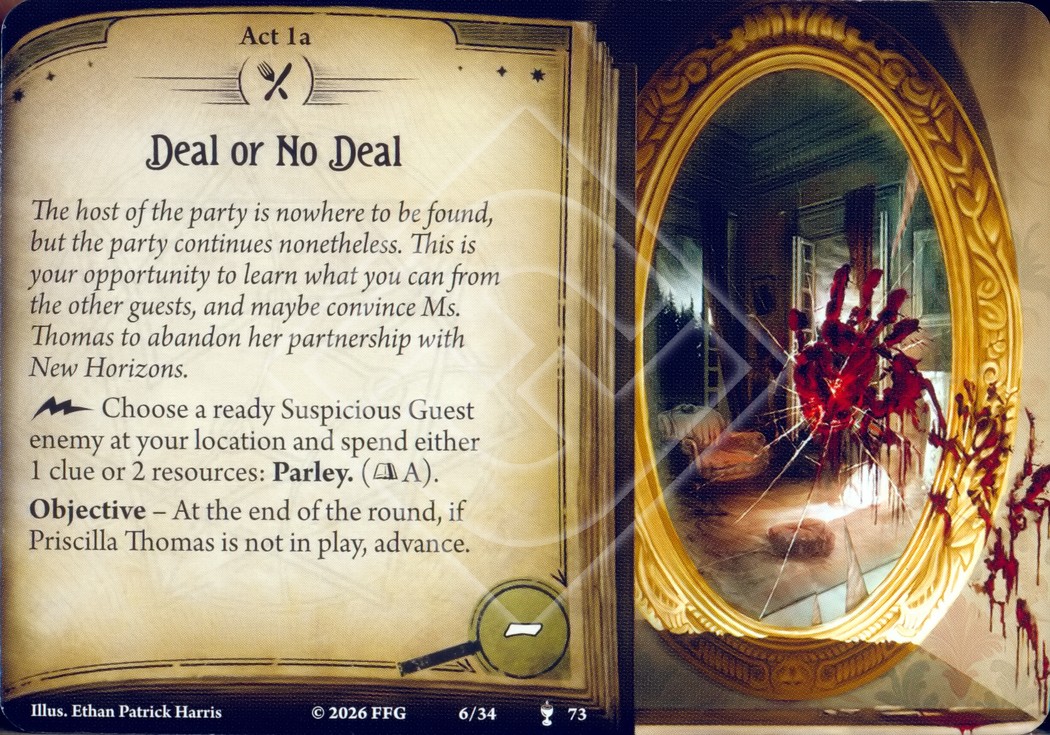 Act 1a
Deal or No Deal
The host of the party is nowhere to be found,
but the party continues nonetheless. This is
your opportunity to learn what you can from
the other guests, and maybe convince Ms.
Thomas to abandon her partnership with
New Horizons.
Choose a ready Suspicious Guest
enemy at your location and spend either
1 clue or 2 resources: Parley. (A).
Objective – At the end of the round, if
Priscilla Thomas is not in play, advance.
–
Illus. Ethan Patrick Harris © 2026 FFG 6/34 73